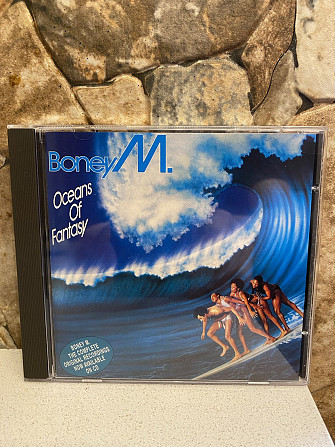 Boney M.
Oceans
Of
Fantasy
BONEY M.
THE COMPLETE
ORIGINAL RECORDINGS
NOW AVAILABLE
ON CD